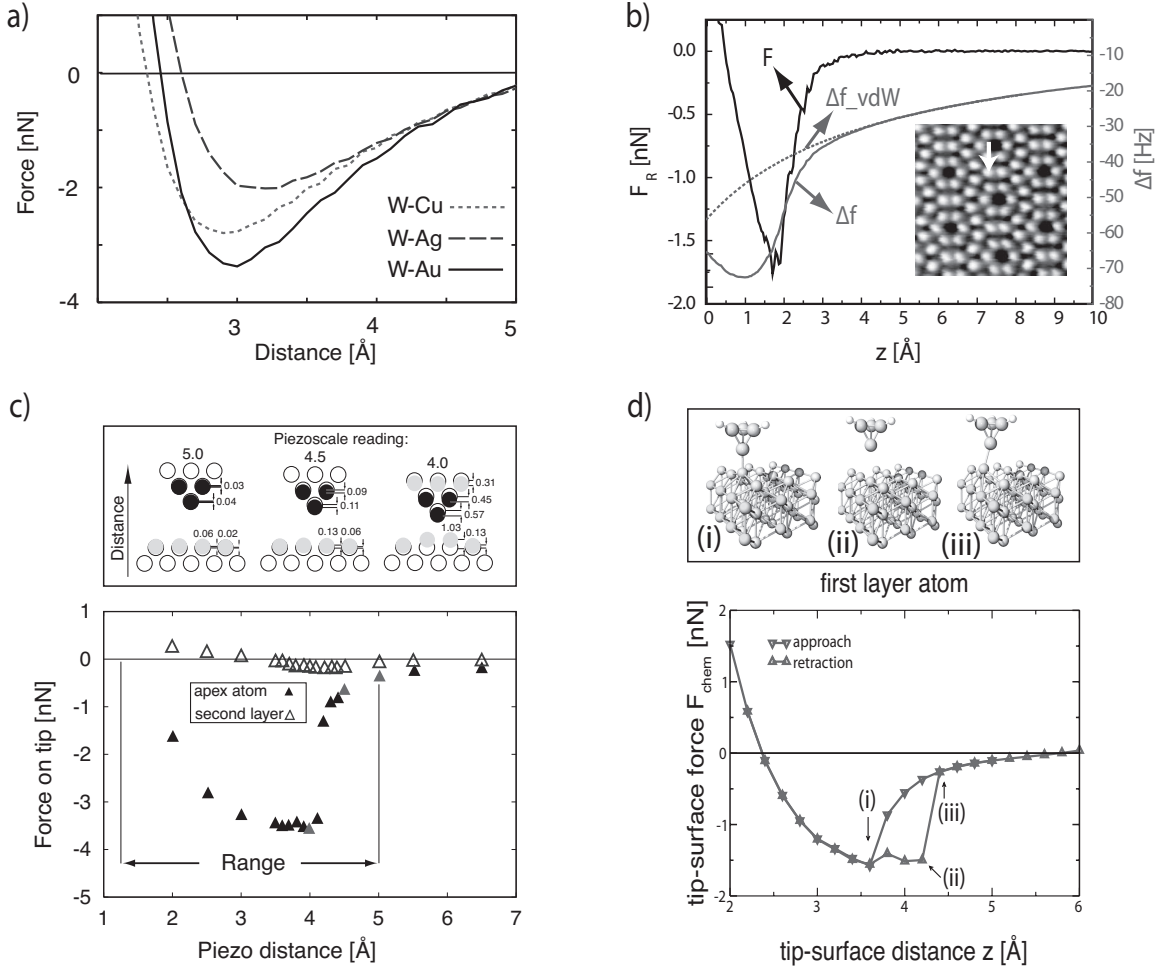 a)
1
0
-2
-4
Force [nN]
W-Cu
W-Ag
W-Au
3
4
5
Distance [Å]
b)
0.0
-0.5
-1.0
-1.5
-2.0
F_R [nN]
F
Δf_vdW
Δf
-10
-20
-30
-40
-50
-60
-70
-80
Δf [Hz]
0 1 2 3 4 5 6 7 8 9 10
z [Å]
c)
Piezoscale reading:
5.0
4.5
4.0
Distance
0.03
0.04
0.06 0.02
0.09
0.11
0.13 0.06
0.31
0.45
0.57
1.03
0.13
1
0
-1
-2
-3
-4
-5
Force on tip [nN]
apex atom
second layer
Range
1 2 3 4 5 6 7
Piezo distance [Å]
d)
(i)
(ii)
(iii)
first layer atom
2
1
0
-1
-2
tip-surface force F_chem [nN]
approach
retraction
(i)
(iii)
(ii)
2 3 4 5 6
tip-surface distance z [Å]